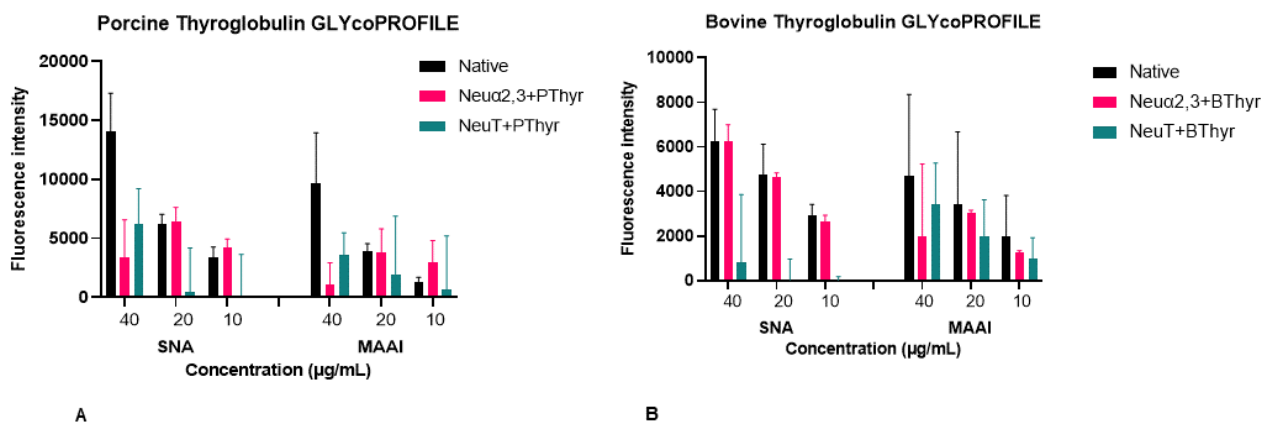 Porcine Thyroglobulin GLYcoPROFILE
20000
15000
10000
5000
0
Fluorescence intensity
Native
Neuα2,3+PThyr
NeuT+PThyr
40 20 10 40 20 10
SNA MAAI
Concentration (µg/mL)
A
Bovine Thyroglobulin GLYcoPROFILE
10000
8000
6000
4000
2000
0
Fluorescence intensity
Native
Neuα2,3+BThyr
NeuT+BThyr
40 20 10 40 20 10
SNA MAAI
Concentration (µg/mL)
B